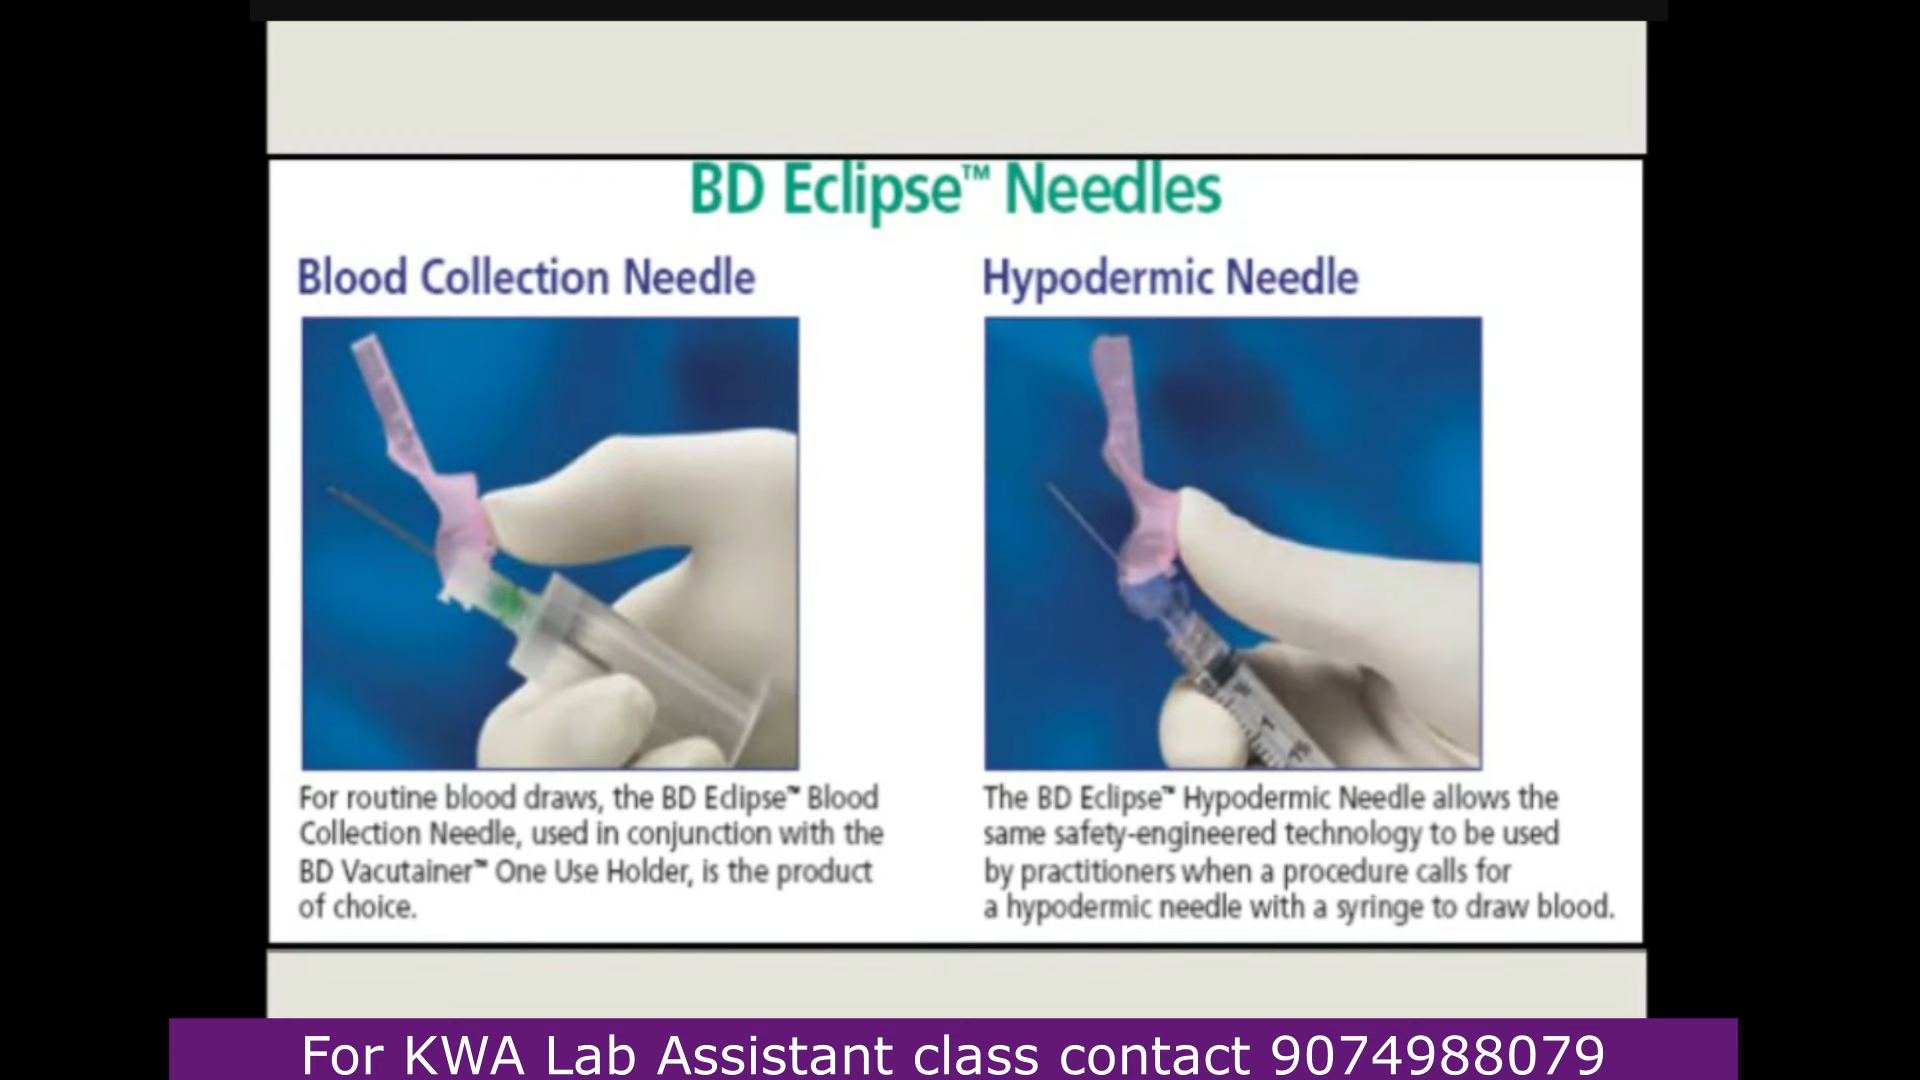 BD Eclipse™ Needles
Blood Collection Needle
For routine blood draws, the BD Eclipse™ Blood
Collection Needle, used in conjunction with the
BD Vacutainer™ One Use Holder, is the product
of choice.
Hypodermic Needle
The BD Eclipse™ Hypodermic Needle allows the
same safety-engineered technology to be used
by practitioners when a procedure calls for
a hypodermic needle with a syringe to draw blood.
For KWA Lab Assistant class contact 9074988079